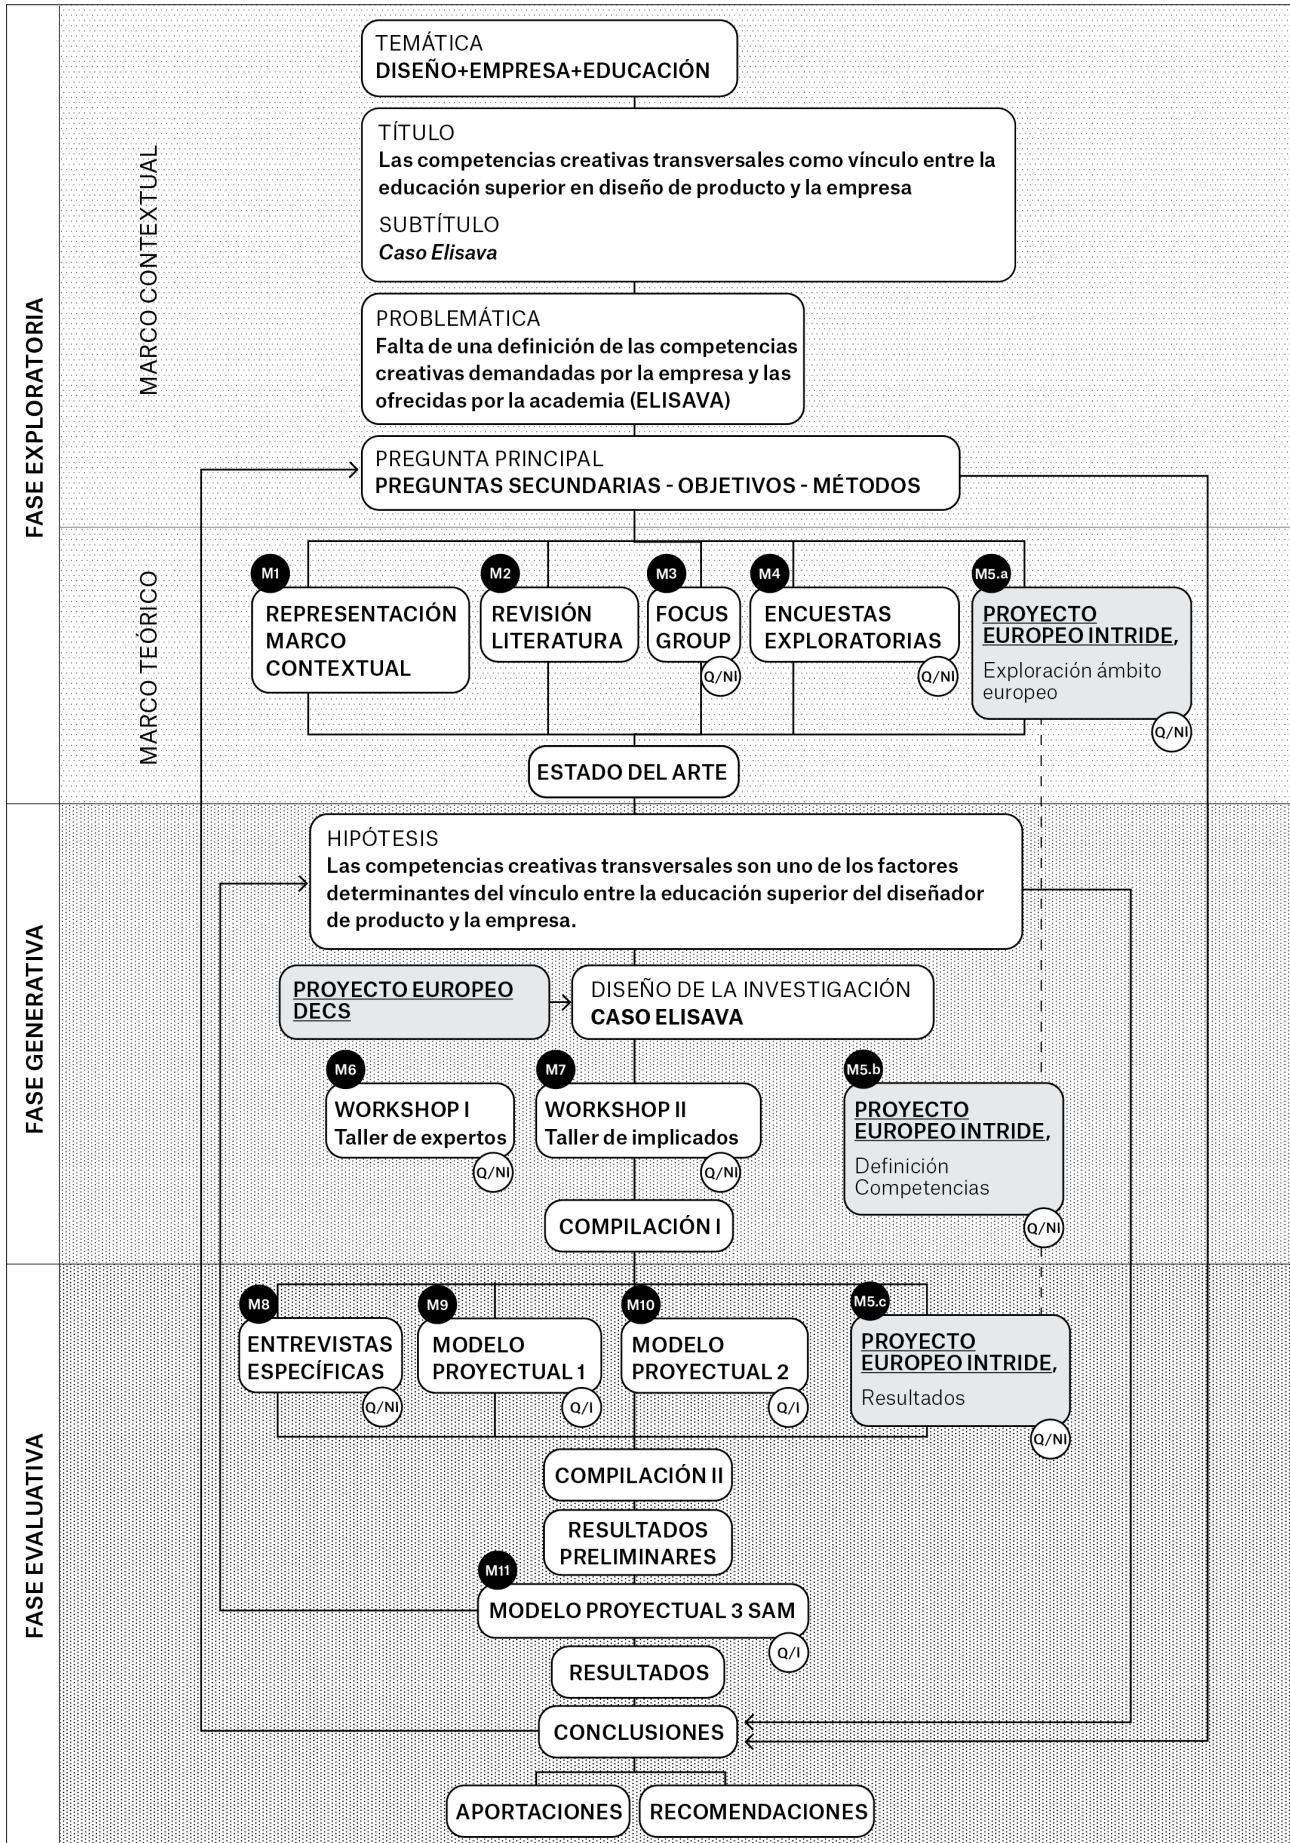 FASE EXPLORATORIA
MARCO CONTEXTUAL
TEMÁTICA
DISEÑO+EMPRESA+EDUCACIÓN
TÍTULO
Las competencias creativas transversales como vínculo entre la
educación superior en diseño de producto y la empresa
SUBTÍTULO
Caso Elisava
PROBLEMÁTICA
Falta de una definición de las competencias
creativas demandadas por la empresa y las
ofrecidas por la academia (ELISAVA)
PREGUNTA PRINCIPAL
PREGUNTAS SECUNDARIAS - OBJETIVOS - MÉTODOS
MARCO TEÓRICO
M1
REPRESENTACIÓN
MARCO
CONTEXTUAL
M2
REVISIÓN
LITERATURA
M3
FOCUS
GROUP
Q/NI
M4
ENCUESTAS
EXPLORATORIAS
Q/NI
M5.a
PROYECTO
EUROPEO INTRIDE,
Exploración ámbito
europeo
Q/NI
ESTADO DEL ARTE
FASE GENERATIVA
HIPÓTESIS
Las competencias creativas transversales son uno de los factores
determinantes del vínculo entre la educación superior del diseñador
de producto y la empresa.
PROYECTO EUROPEO
DECS
DISEÑO DE LA INVESTIGACIÓN
CASO ELISAVA
M6
WORKSHOP I
Taller de expertos
Q/NI
M7
WORKSHOP II
Taller de implicados
Q/NI
M5.b
PROYECTO
EUROPEO INTRIDE,
Definición
Competencias
Q/NI
COMPILACIÓN I
FASE EVALUATIVA
M8
ENTREVISTAS
ESPECÍFICAS
Q/NI
M9
MODELO
PROYECTUAL 1
Q/I
M10
MODELO
PROYECTUAL 2
Q/I
M5.c
PROYECTO
EUROPEO INTRIDE,
Resultados
Q/NI
COMPILACIÓN II
RESULTADOS
PRELIMINARES
M11
MODELO PROYECTUAL 3 SAM
Q/I
RESULTADOS
CONCLUSIONES
APORTACIONES
RECOMENDACIONES